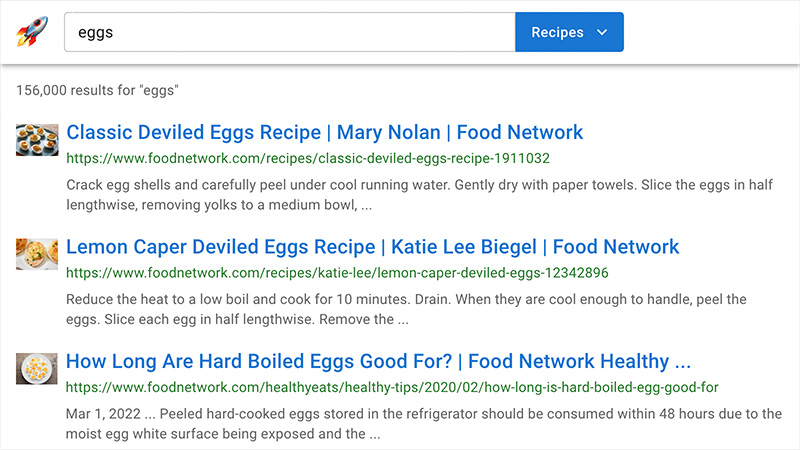 eggs
Recipes
156,000 results for "eggs"
Classic Deviled Eggs Recipe | Mary Nolan | Food Network
https://www.foodnetwork.com/recipes/classic-deviled-eggs-recipe-1911032
Crack egg shells and carefully peel under cool running water. Gently dry with paper towels. Slice the eggs in half
lengthwise, removing yolks to a medium bowl, ...
Lemon Caper Deviled Eggs Recipe | Katie Lee Biegel | Food Network
https://www.foodnetwork.com/recipes/katie-lee/lemon-caper-deviled-eggs-12342896
Reduce the heat to a low boil and cook for 10 minutes. Drain. When they are cool enough to handle, peel the
eggs. Slice each egg in half lengthwise. Remove the ...
How Long Are Hard Boiled Eggs Good For? | Food Network Healthy ...
https://www.foodnetwork.com/healthyeats/healthy-tips/2020/02/how-long-is-hard-boiled-egg-good-for
Mar 1, 2022 ... Peeled hard-cooked eggs stored in the refrigerator should be consumed within 48 hours due to the
moist egg white surface being exposed and the ...